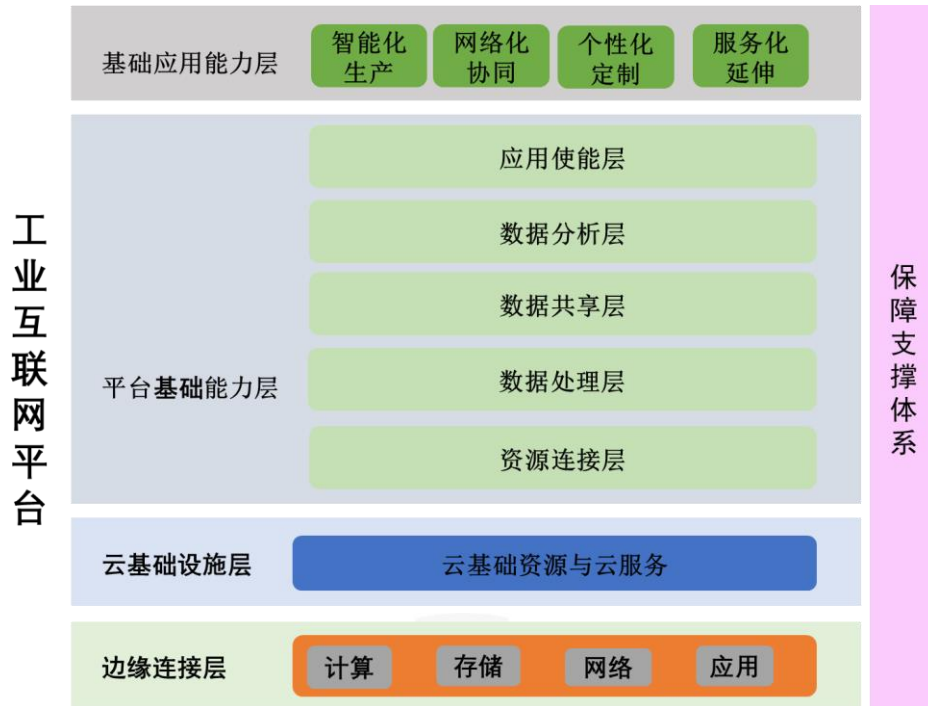 工业互联网平台
基础应用能力层
智能化
生产
网络化
协同
个性化
定制
服务化
延伸
平台基础能力层
应用使能层
数据分析层
数据共享层
数据处理层
资源连接层
云基础设施层
云基础资源与云服务
边缘连接层
计算
存储
网络
应用
保障支撑体系